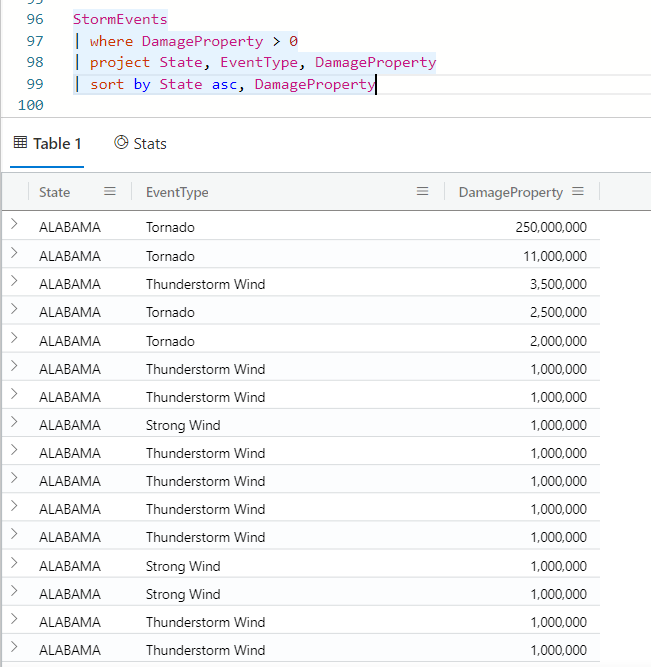 95
96 StormEvents
97 | where DamageProperty > 0
98 | project State, EventType, DamageProperty
99 | sort by State asc, DamageProperty
100
Table 1 Stats
State EventType DamageProperty
ALABAMA Tornado 250,000,000
ALABAMA Tornado 11,000,000
ALABAMA Thunderstorm Wind 3,500,000
ALABAMA Tornado 2,500,000
ALABAMA Tornado 2,000,000
ALABAMA Thunderstorm Wind 1,000,000
ALABAMA Thunderstorm Wind 1,000,000
ALABAMA Strong Wind 1,000,000
ALABAMA Thunderstorm Wind 1,000,000
ALABAMA Thunderstorm Wind 1,000,000
ALABAMA Thunderstorm Wind 1,000,000
ALABAMA Thunderstorm Wind 1,000,000
ALABAMA Strong Wind 1,000,000
ALABAMA Strong Wind 1,000,000
ALABAMA Thunderstorm Wind 1,000,000
ALABAMA Thunderstorm Wind 1,000,000